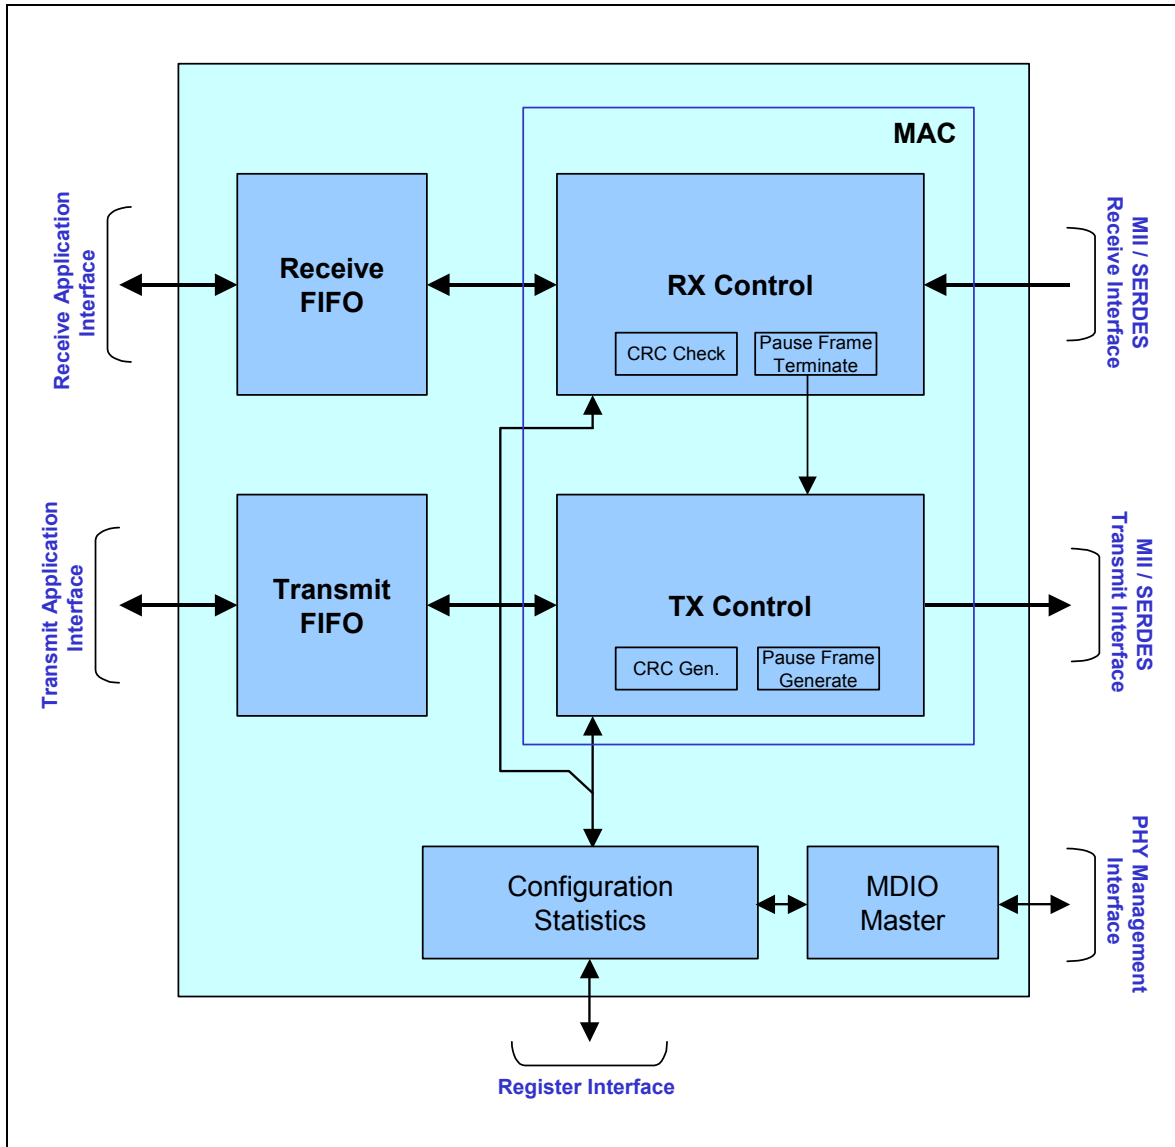 MAC
Receive Application
Interface
Receive
FIFO
RX Control
CRC Check
Pause Frame
Terminate
MII / SERDES
Receive Interface
Transmit Application
Interface
Transmit
FIFO
TX Control
CRC Gen.
Pause Frame
Generate
MII / SERDES
Transmit Interface
Configuration
Statistics
MDIO
Master
PHY Management
Interface
Register Interface